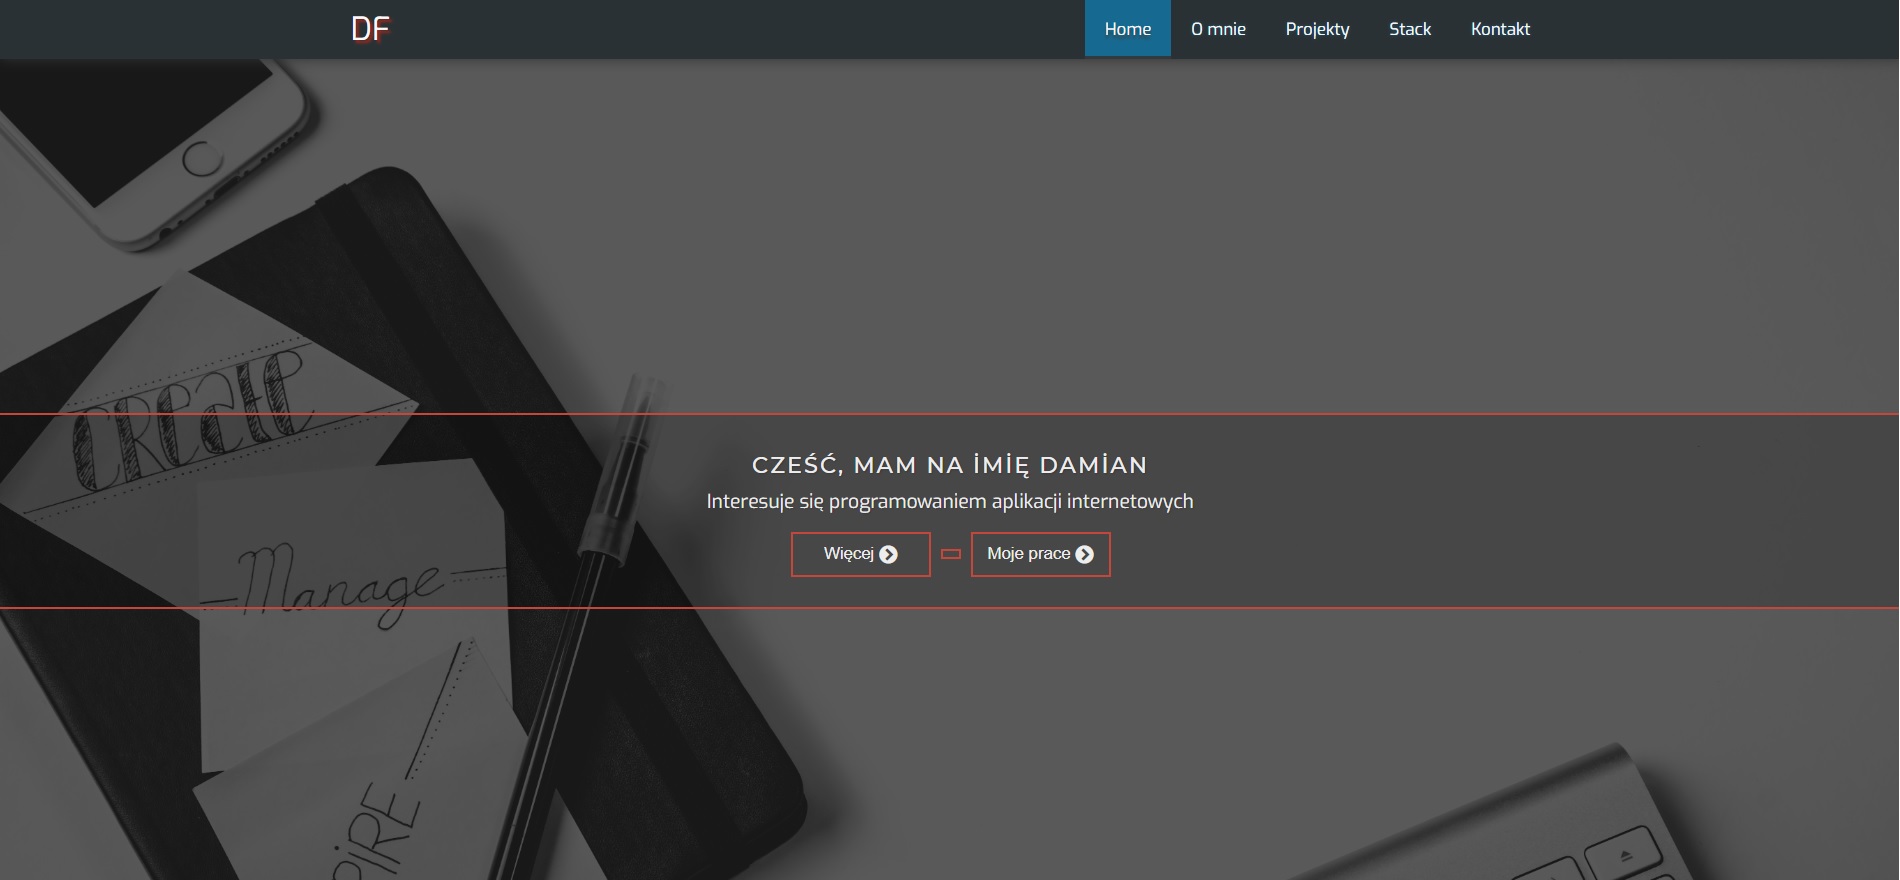 DF
Home O mnie Projekty Stack Kontakt
CREATE
CZEŚĆ, MAM NA İMİĘ DAMİAN
Interesuje się programowaniem aplikacji internetowych
Więcej
Moje prace
Manage
PIRE